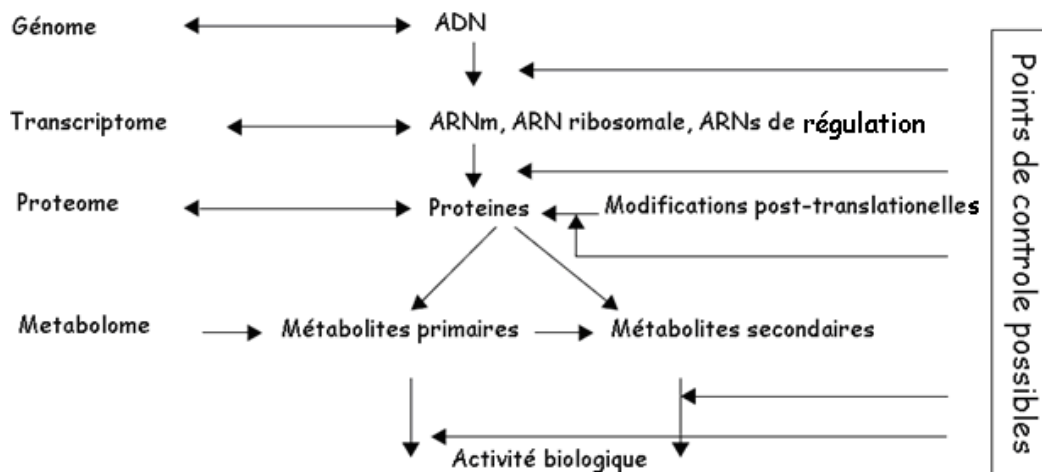 Génome ADN
Transcriptome ARNm, ARN ribosomale, ARNs de régulation
Proteome Proteines Modifications post-translationelles
Metabolome Métabolites primaires Métabolites secondaires
Activité biologique
Points de controle possibles